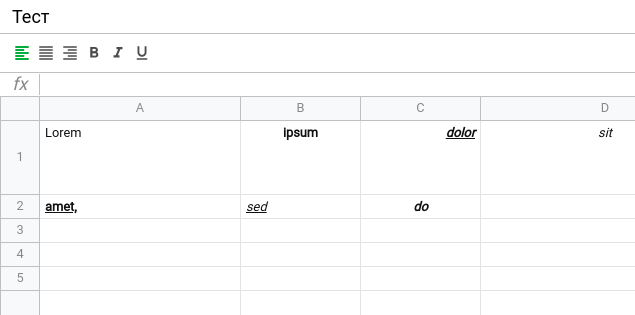 Тест
B I U
fx
A B C D
1 Lorem ipsum dolor sit
2 amet, sed do
3
4
5